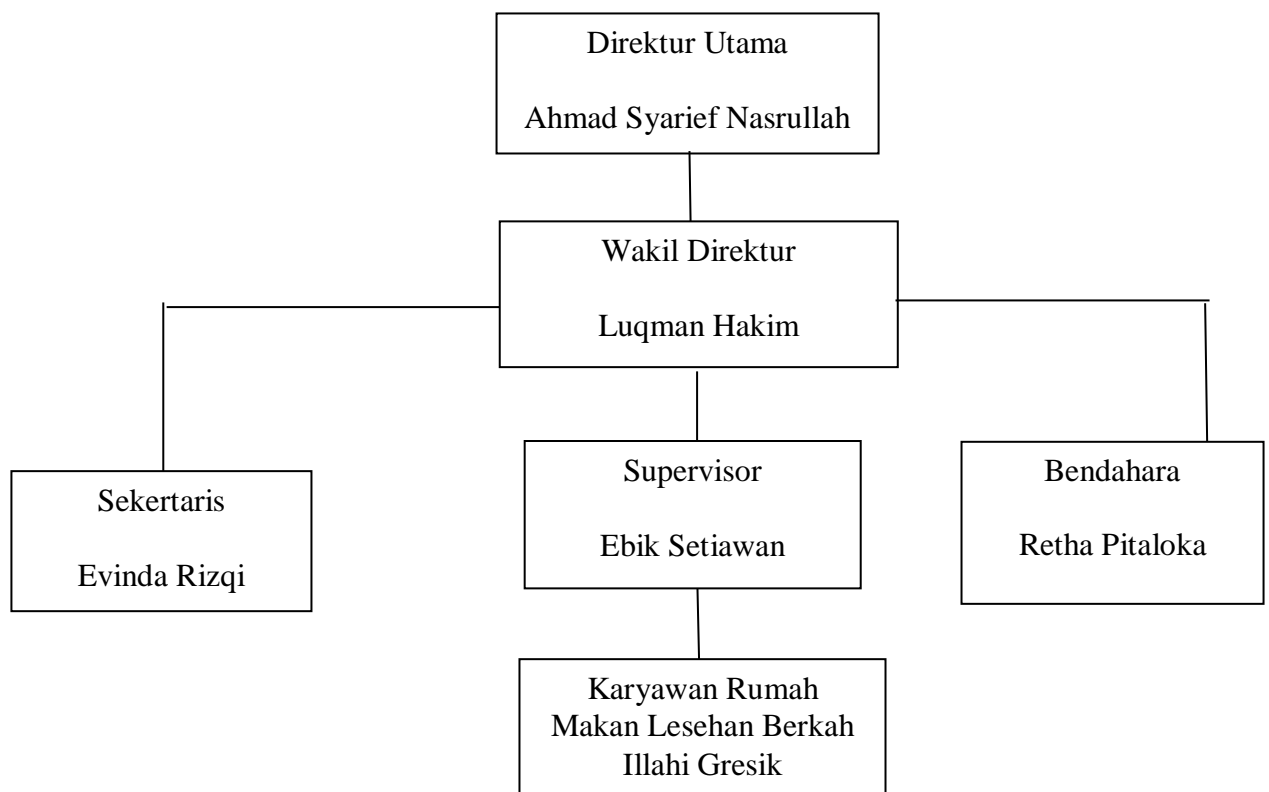 Direktur Utama
Ahmad Syarief Nasrullah
Wakil Direktur
Luqman Hakim
Sekertaris
Evinda Rizqi
Supervisor
Ebik Setiawan
Bendahara
Retha Pitaloka
Karyawan Rumah
Makan Lesehan Berkah
Illahi Gresik